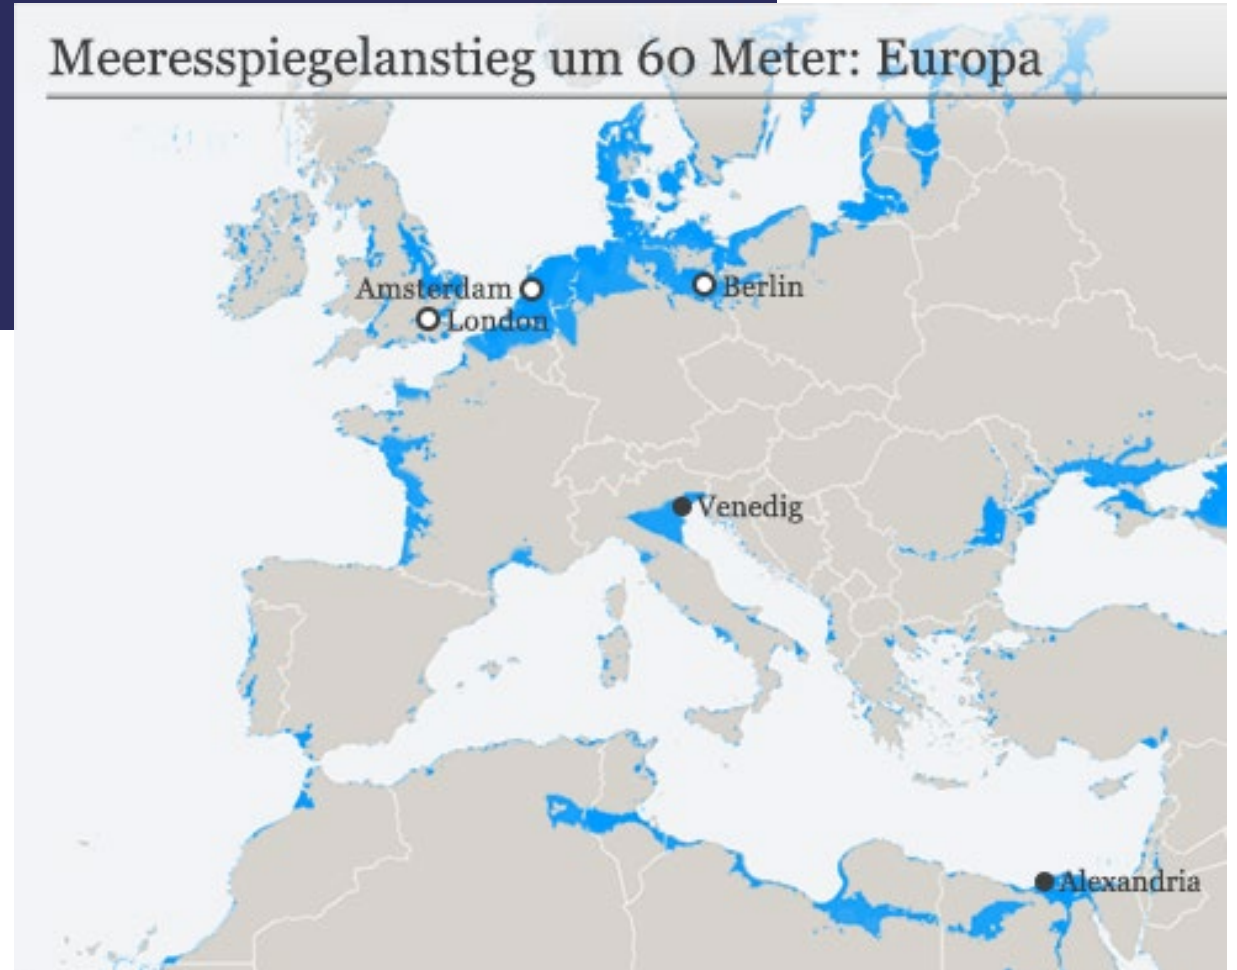 Meeresspiegelanstieg um 60 Meter: Europa
Amsterdam
Berlin
London
Venedig
Alexandria